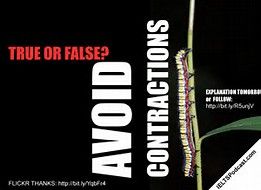 TRUE OR FALSE?
AVOID
CONTRACTIONS
EXPLANATION TOMORROW
or FOLLOW:
http://bit.ly/R5unjV
FLICKR THANKS: http://bit.ly/YqbFr4
IELTSPodcast.com